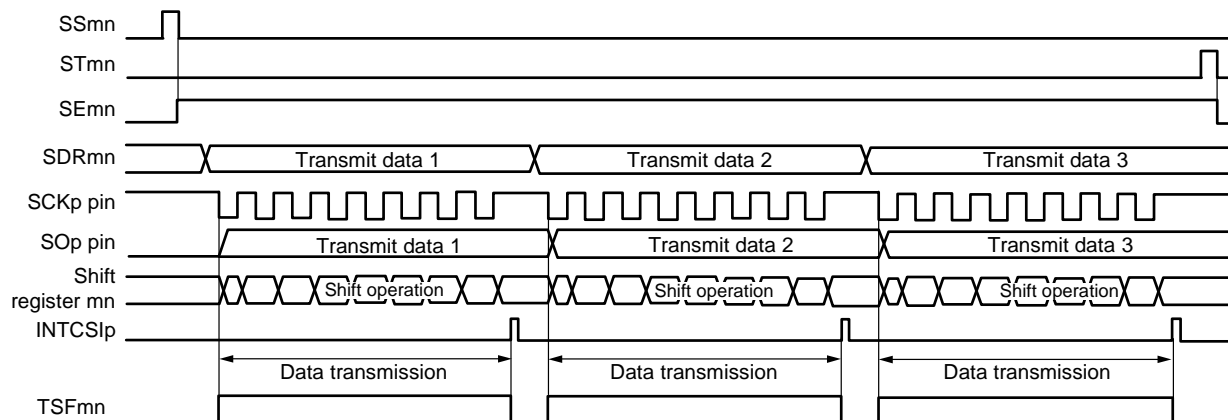 SSmn
STmn
SEmn
SDRmn Transmit data 1 Transmit data 2 Transmit data 3
SCKp pin
SOp pin Transmit data 1 Transmit data 2 Transmit data 3
Shift
register mn Shift operation Shift operation Shift operation
INTCSIp
Data transmission Data transmission Data transmission
TSFmn